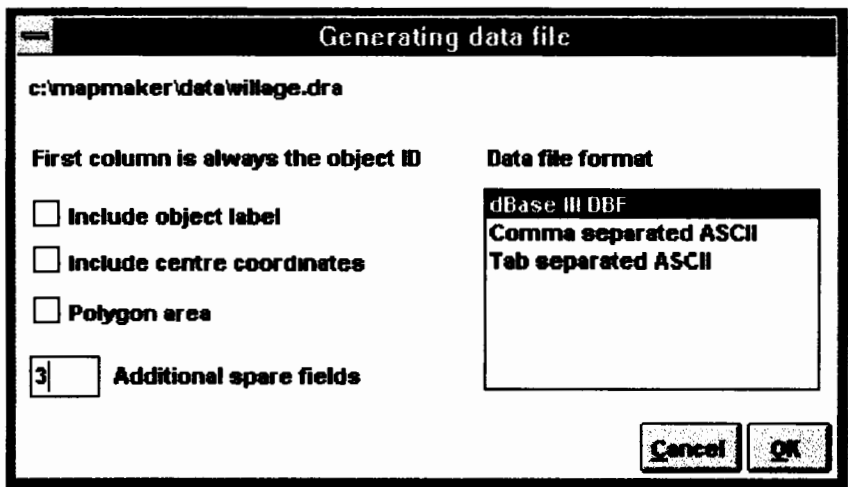 Generating data file
c:\mapmaker\data\village.dra
First column is always the object ID
Include object label
Include centre coordinates
Polygon area
3 Additional spare fields
Data file format
dBase III DBF
Comma separated ASCII
Tab separated ASCII
Cancel OK